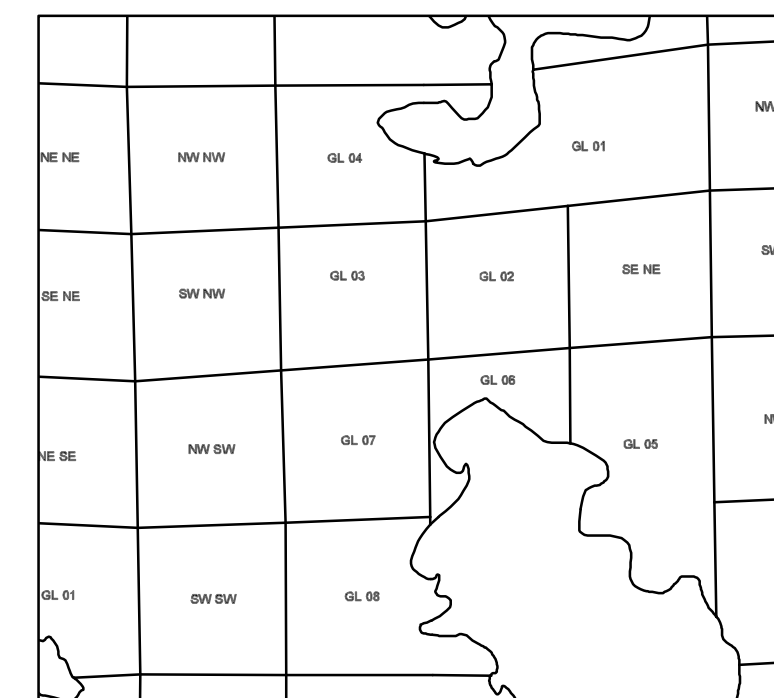 NW
NE NE NW NW GL 04 GL 01
SE NE SW NW GL 03 GL 02 SE NE
GL 06
NE SE NW SW GL 07 GL 05
GL 01 SW SW GL 08